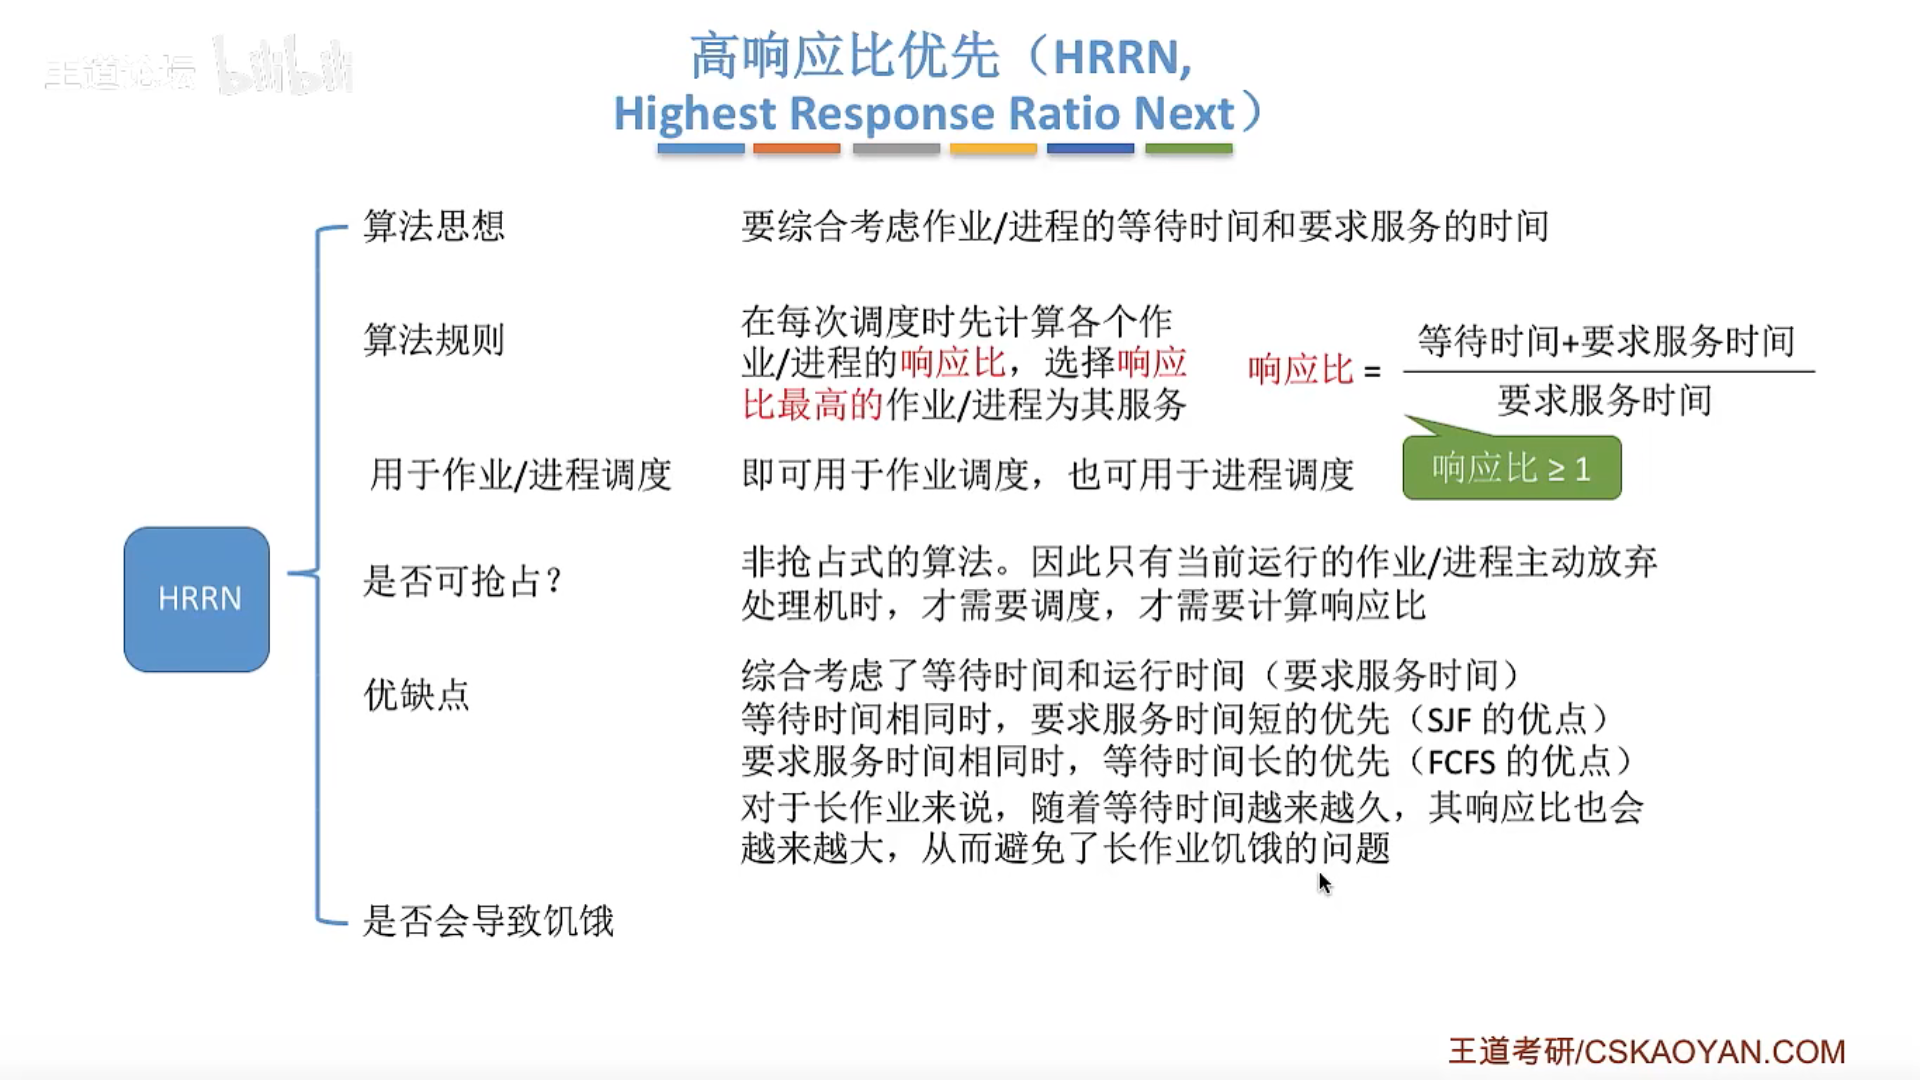 王道论坛 bilibili
高响应比优先（HRRN,
Highest Response Ratio Next）
算法思想
要综合考虑作业/进程的等待时间和要求服务的时间
算法规则
在每次调度时先计算各个作
业/进程的响应比，选择响应
比最高的作业/进程为其服务
响应比 =
等待时间+要求服务时间
要求服务时间
响应比 ≥ 1
用于作业/进程调度
即可用于作业调度，也可用于进程调度
HRRN
是否可抢占？
非抢占式的算法。因此只有当前运行的作业/进程主动放弃
处理机时，才需要调度，才需要计算响应比
优缺点
综合考虑了等待时间和运行时间（要求服务时间）
等待时间相同时，要求服务时间短的优先（SJF 的优点）
要求服务时间相同时，等待时间长的优先（FCFS 的优点）
对于长作业来说，随着等待时间越来越久，其响应比也会
越来越大，从而避免了长作业饥饿的问题
是否会导致饥饿
王道考研/CSKAOYAN.COM